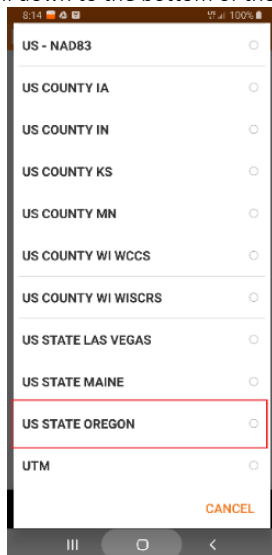 8:14
100%
US - NAD83
US COUNTY IA
US COUNTY IN
US COUNTY KS
US COUNTY MN
US COUNTY WI WCCS
US COUNTY WI WISCRS
US STATE LAS VEGAS
US STATE MAINE
US STATE OREGON
UTM
CANCEL